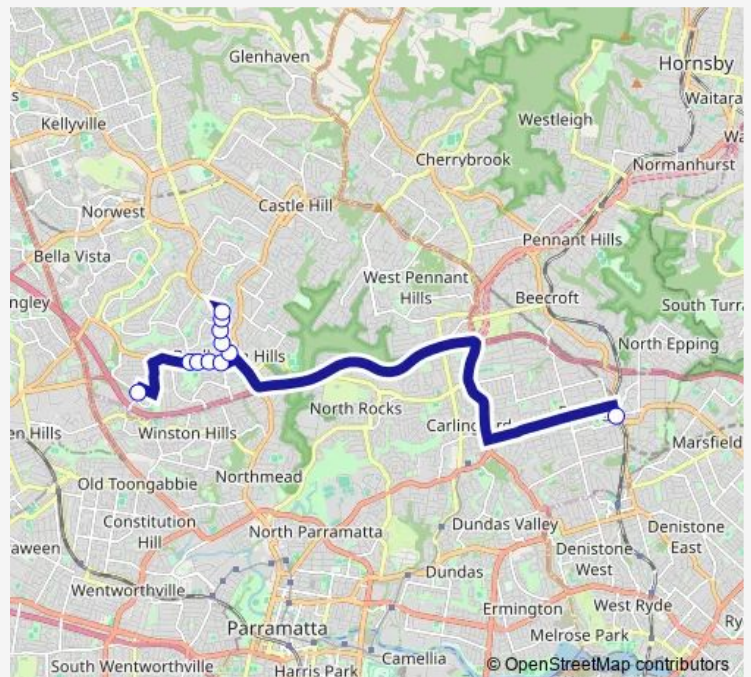 Glenhaven
Hornsby
Waitara
Kellyville
Westleigh
Cherrybrook
Normanhurst
Norwest
Castle Hill
Pennant Hills
Bella Vista
West Pennant
Hills
Beecroft
ngley
South Turra
North Epping
Hills
North Rocks
Carling rd
en Hills
Winston Hills
Marsfield
Old Toongabbie
Northmead
Constitution
Hill
North Parramatta
Dundas Valley
Denistone
East
aween
Denistone
West
Wentworthville
Dundas
Ermington
West Ryde
Parramatta
Melrose Park
Ry
South Wentworthville
Harris Park
Camellia
© OpenStreetMap contributors